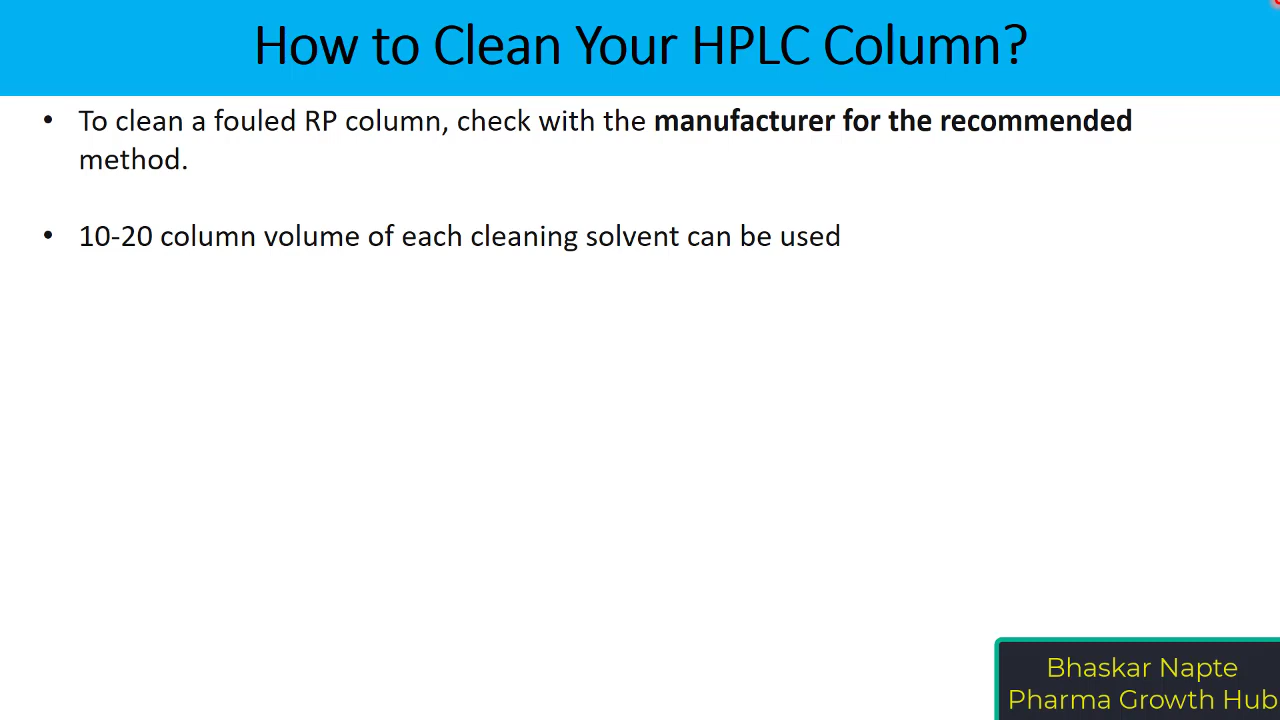 How to Clean Your HPLC Column?
• To clean a fouled RP column, check with the manufacturer for the recommended
method.
• 10-20 column volume of each cleaning solvent can be used
Bhaskar Napte
Pharma Growth Hub